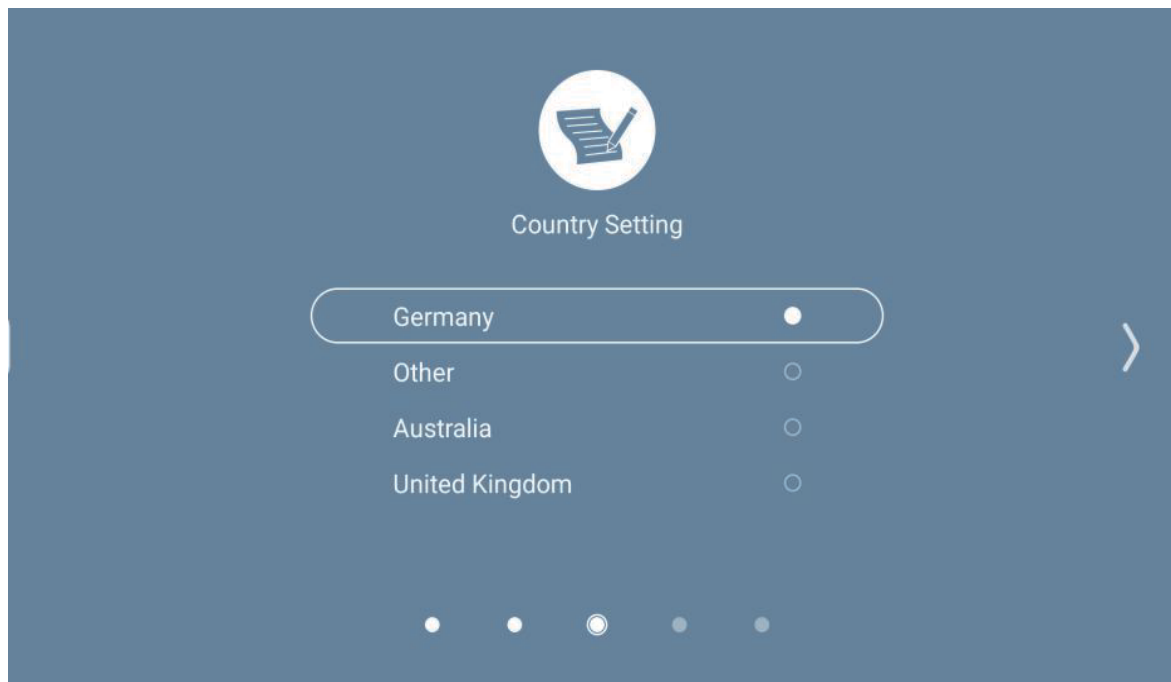 Country Setting
Germany
Other
Australia
United Kingdom